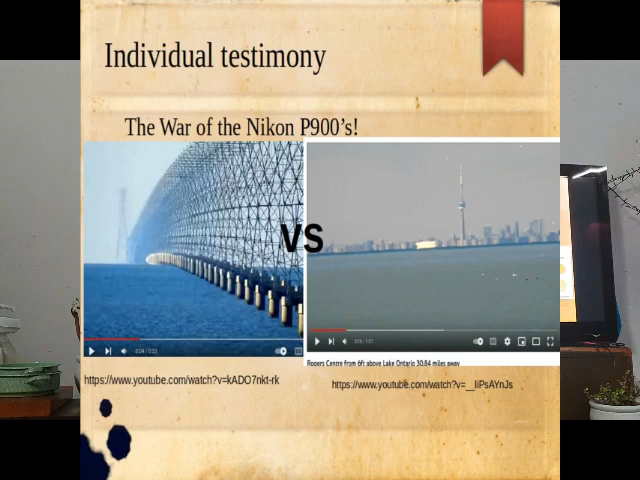 Individual testimony
The War of the Nikon P900's!
VS
Rogers Centre from 6ft above Lake Ontario 30.84 miles away
https://www.youtube.com/watch?v=kADO7nkt-rk
https://www.youtube.com/watch?v=__liPsAYnJs